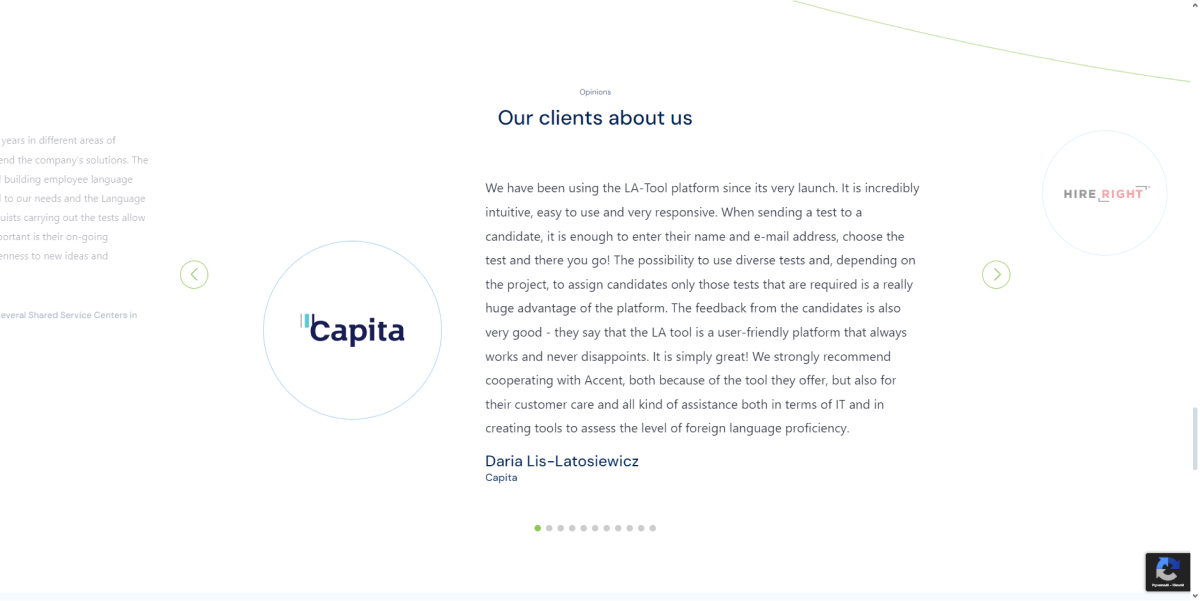 Opinions
Our clients about us
years in different areas of
end the company's solutions. The
building employee language
to our needs and the Language
uists carrying out the tests allow
portant is their on-going
enness to new ideas and
everal Shared Service Centers in
Capita
We have been using the LA-Tool platform since its very launch. It is incredibly
intuitive, easy to use and very responsive. When sending a test to a
candidate, it is enough to enter their name and e-mail address, choose the
test and there you go! The possibility to use diverse tests and, depending on
the project, to assign candidates only those tests that are required is a really
huge advantage of the platform. The feedback from the candidates is also
very good - they say that the LA tool is a user-friendly platform that always
works and never disappoints. It is simply great! We strongly recommend
cooperating with Accent, both because of the tool they offer, but also for
their customer care and all kind of assistance both in terms of IT and in
creating tools to assess the level of foreign language proficiency.
Daria Lis-Latosiewicz
Capita
HIRE RIGHT